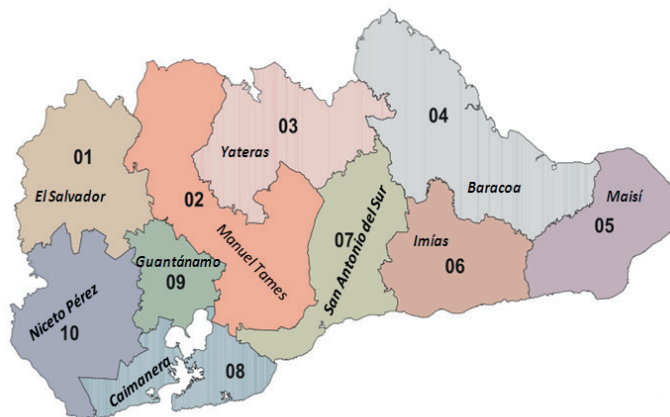 01
El Salvador
02
Manuel Tames
03
Yateras
04
Baracoa
Maisí
05
Imías
06
07
San Antonio del Sur
Guantánamo
09
Niceto Pérez
10
Caimanera
08